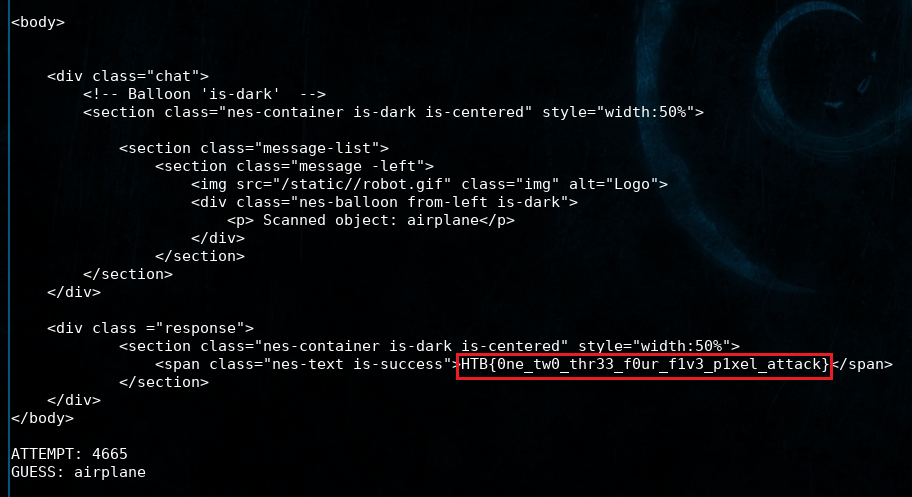 <body>
<div class="chat">
<!-- Balloon 'is-dark'  -->
<section class="nes-container is-dark is-centered" style="width:50%">
<section class="message-list">
<section class="message -left">
<img src="/static//robot.gif" class="img" alt="Logo">
<div class="nes-balloon from-left is-dark">
<p> Scanned object: airplane</p>
</div>
</section>
</section>
</div>
<div class ="response">
<section class="nes-container is-dark is-centered" style="width:50%">
<span class="nes-text is-success">HTB{0ne_tw0_thr33_f0ur_f1v3_p1xel_attack}</span>
</section>
</div>
</body>
ATTEMPT: 4665
GUESS: airplane